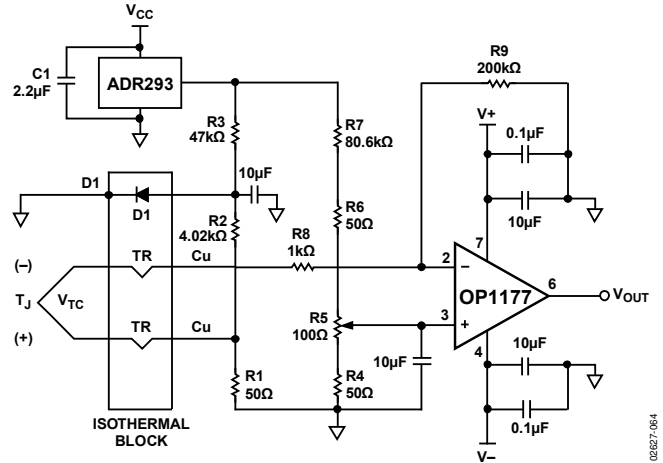 VCC
C1
2.2µF
ADR293
R3
47kΩ
R7
80.6kΩ
R9
200kΩ
V+
0.1µF
10µF
D1
D1
10µF
R2
4.02kΩ
R6
50Ω
R8
1kΩ
(–)
TR
Cu
TJ
VTC
(+)
TR
Cu
R5
100Ω
2
–
7
OP1177
6
VOUT
3
+
4
10µF
R1
50Ω
R4
50Ω
10µF
0.1µF
V–
ISOTHERMAL
BLOCK
02627-064